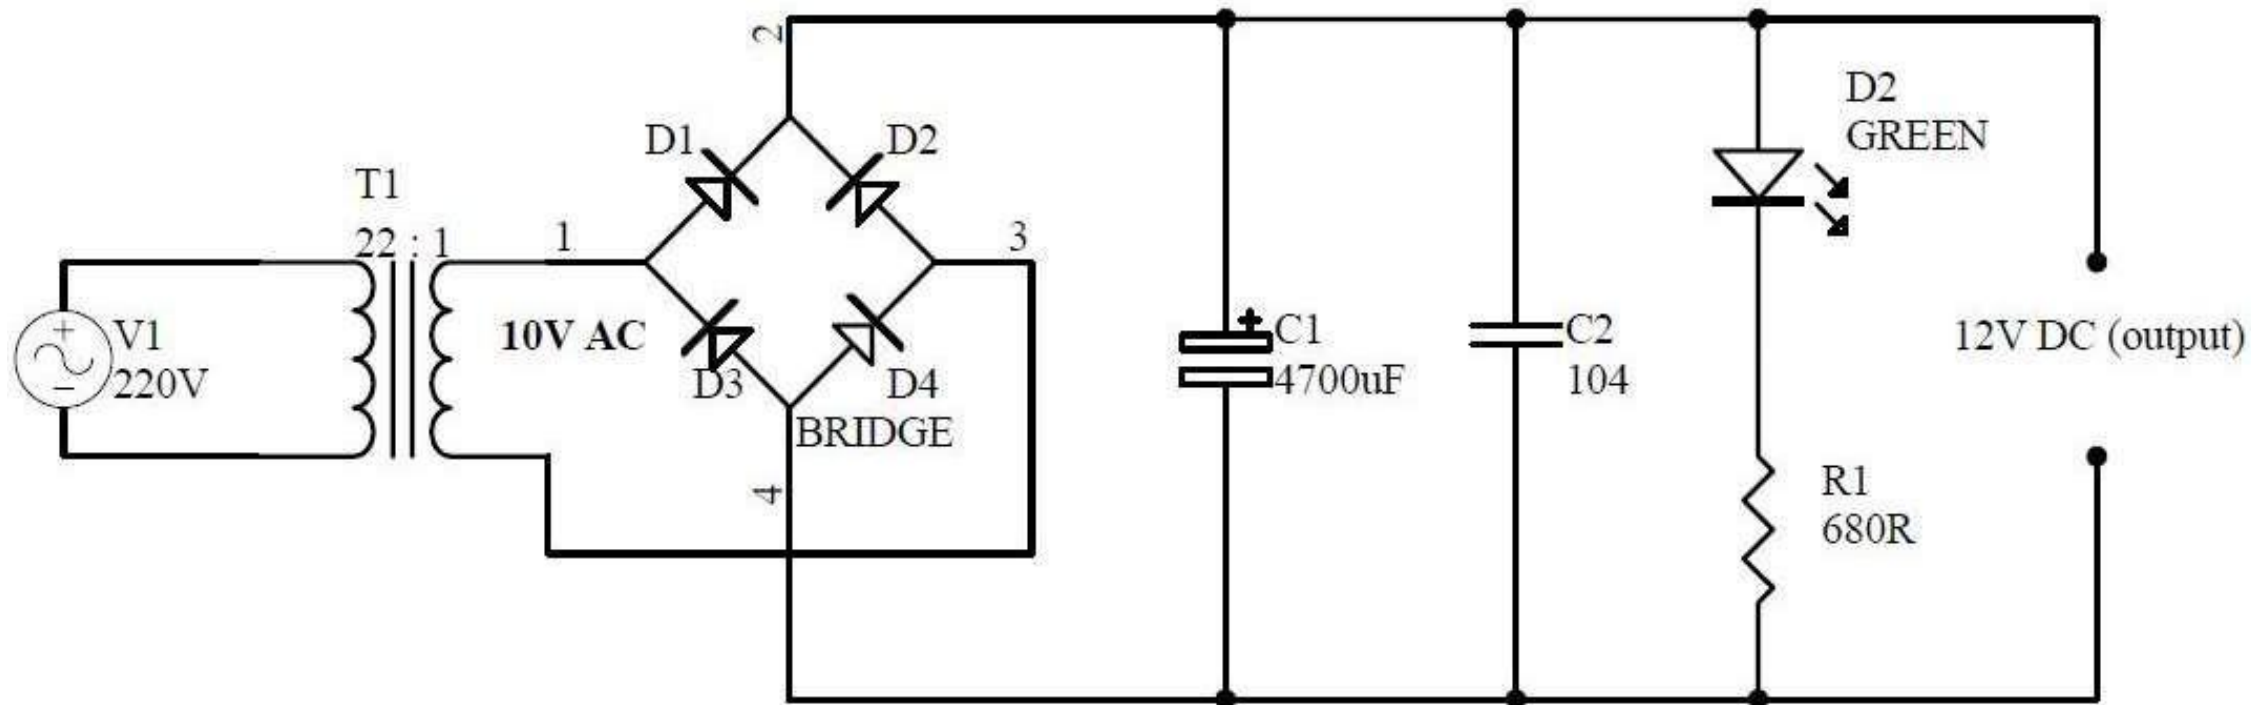 V1
220V
T1
22 : 1
1
10V AC
2
D1
D2
3
D3
D4
BRIDGE
4
+
C1
4700uF
C2
104
D2
GREEN
R1
680R
12V DC (output)